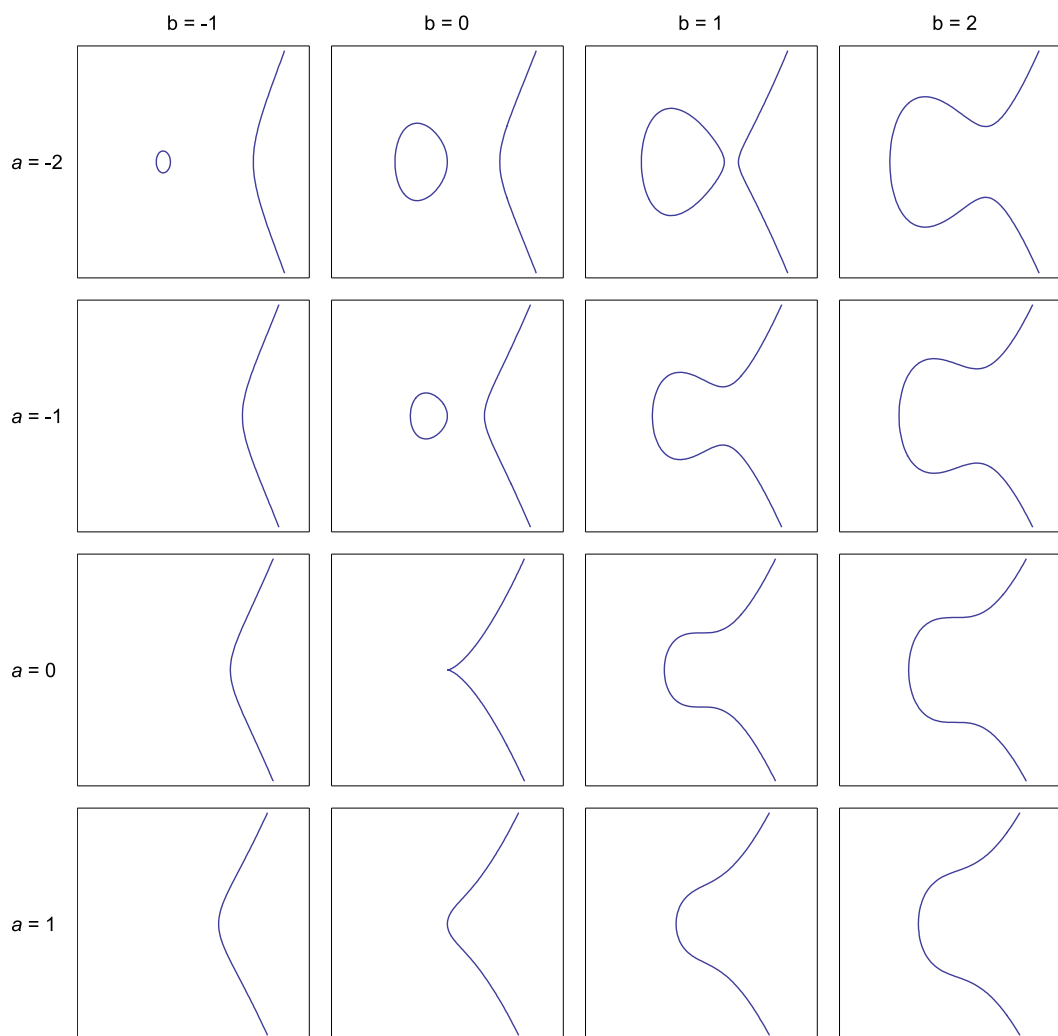 b = -1 b = 0 b = 1 b = 2
a = -2
a = -1
a = 0
a = 1